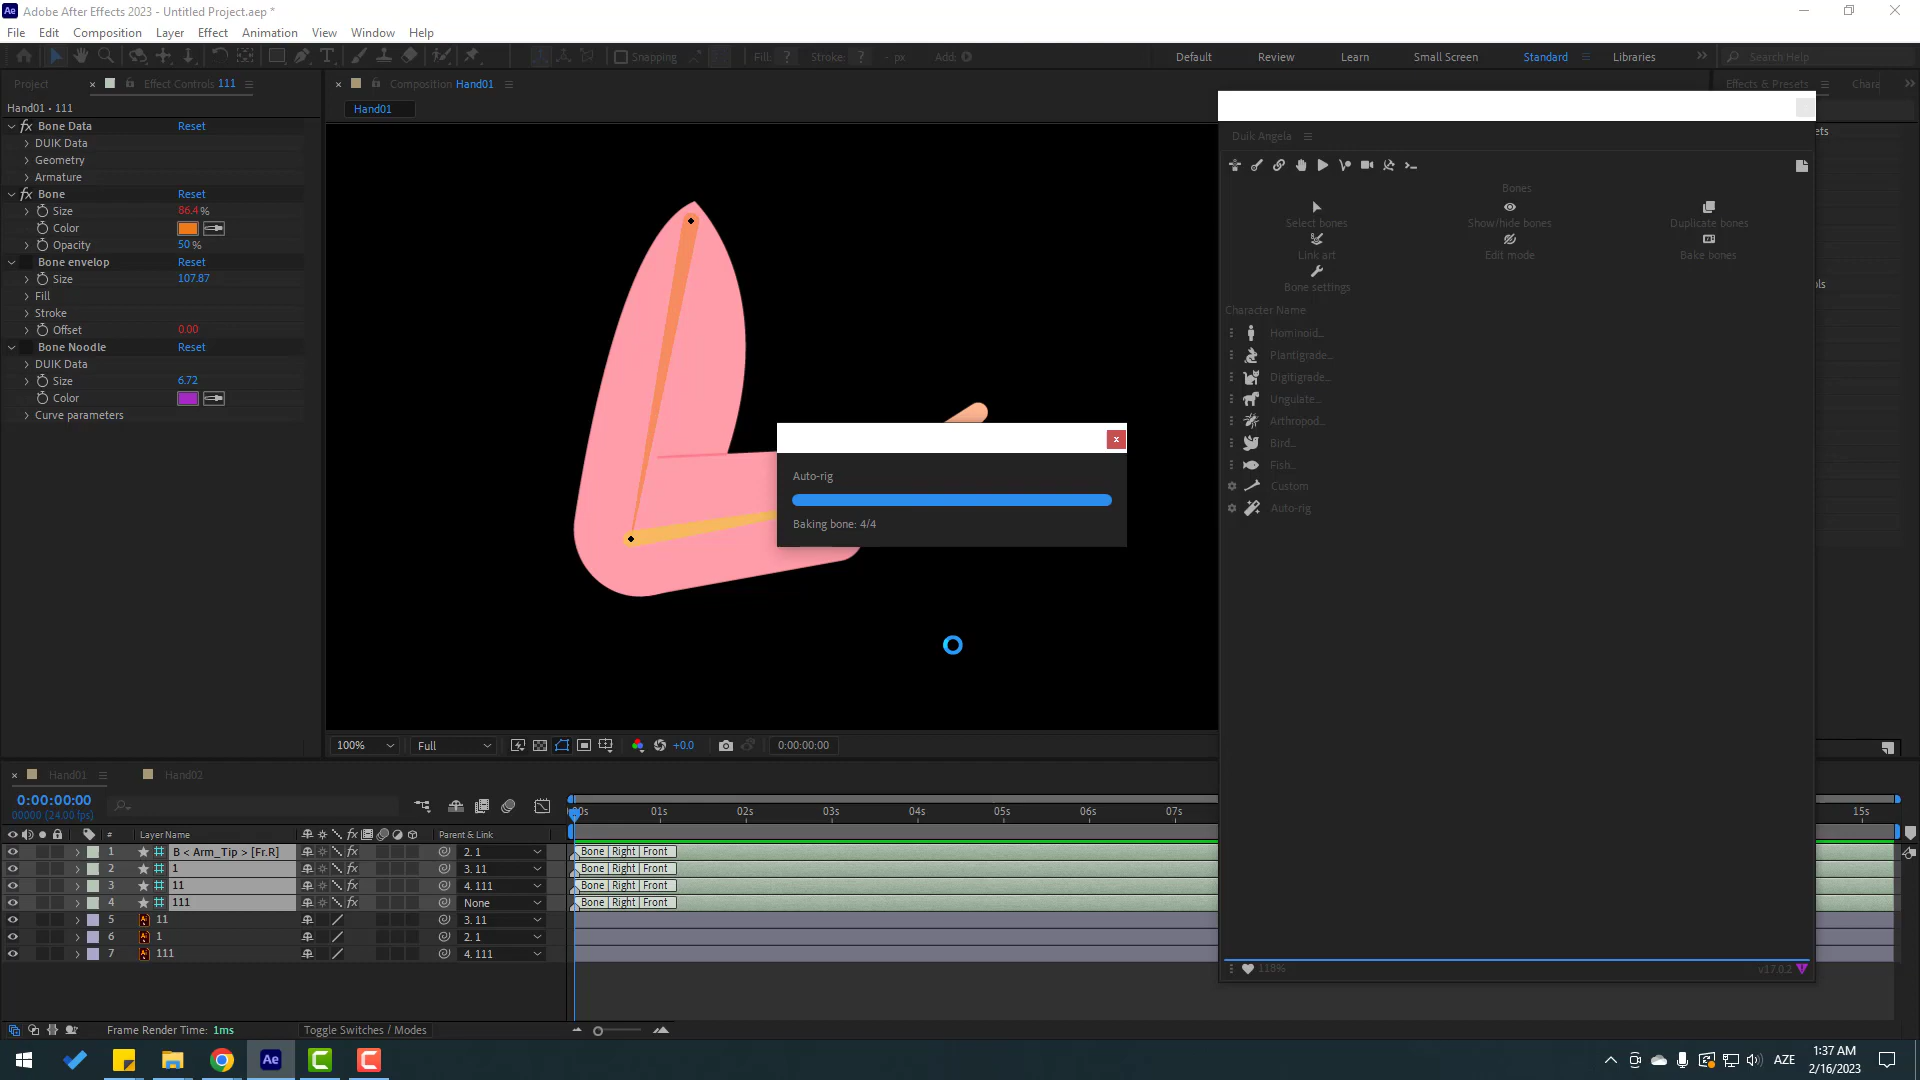 Adobe After Effects 2023 - Untitled Project.aep *
File Edit Composition Layer Effect Animation View Window Help
Snapping Fill: ? Stroke: ? - px Add: Default Review Learn Small Screen Standard Libraries Search Help
Project Effect Controls 111 Composition Hand01 Effects & Presets
Hand01 • 111
Hand01
Bone Data Reset
DUIK Data
Geometry
Armature
Bone Reset
Size 86.4 %
Color
Opacity 50 %
Bone envelop Reset
Size 107.87
Fill
Stroke
Offset 0.00
Bone Noodle Reset
DUIK Data
Size 6.72
Color
Curve parameters
Duik Angela
Bones
Select bones Show/hide bones Duplicate bones
Link art Edit mode Bake bones
Bone settings
Character Name
Hominoid...
Plantigrade...
Digitigrade...
Ungulate...
Arthropod...
Bird...
Fish...
Custom
Auto-rig
118% v17.0.2
Auto-rig
Baking bone: 4/4
100% Full +0.0 0:00:00:00
Hand01 Hand02
0:00:00:00
00000 (24.00 fps)
01s 02s 03s 04s 05s 06s 07s 15s
# Layer Name Parent & Link
1 B < Arm_Tip > [Fr.R] 2. 1 Bone | Right | Front
2 1 3. 11 Bone | Right | Front
3 11 4. 111 Bone | Right | Front
4 111 None Bone | Right | Front
5 11 3. 11
6 1 2. 1
7 111 4. 111
Frame Render Time: 1ms Toggle Switches / Modes
AZE 1:37 AM
2/16/2023